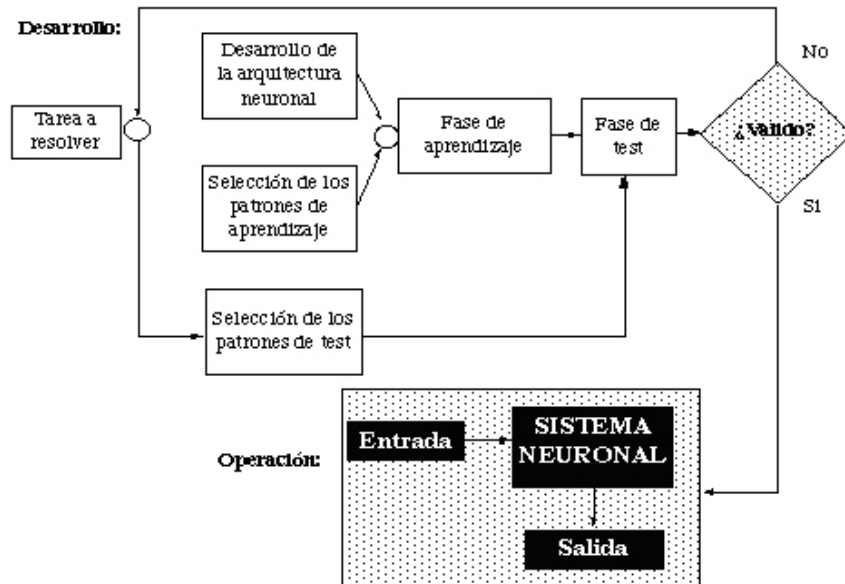 Desarrollo:
Desarrollo de
la arquitectura
neuronal
No
Tarea a
resolver
Fase de
aprendizaje
Fase de
test
¿Válido?
Selección de los
patrones de
aprendizaje
Si
Selección de los
patrones de test
Operación:
Entrada
SISTEMA
NEURONAL
Salida